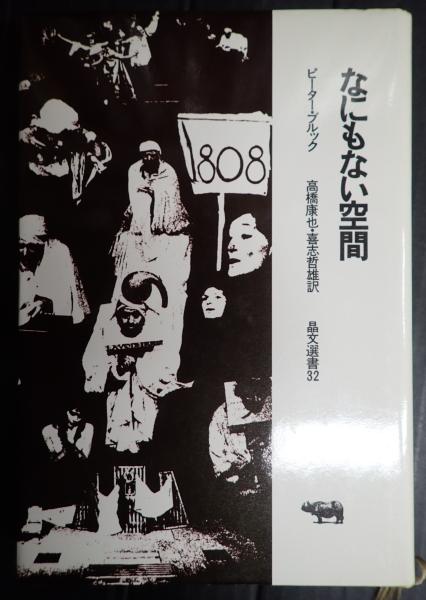 なにもない空間
ピーター・ブルック
高橋康也・喜志哲雄訳
晶文選書32
1808